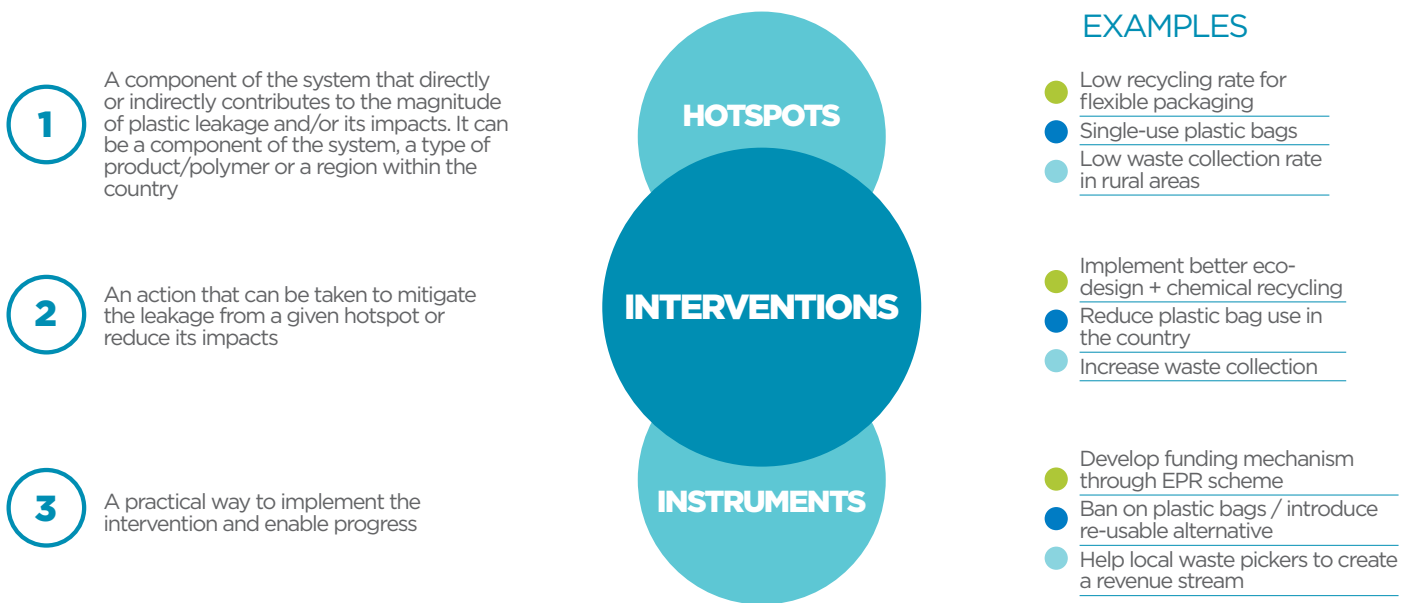 EXAMPLES
1
A component of the system that directly
or indirectly contributes to the magnitude
of plastic leakage and/or its impacts. It can
be a component of the system, a type of
product/polymer or a region within the
country
HOTSPOTS
Low recycling rate for
flexible packaging
Single-use plastic bags
Low waste collection rate
in rural areas
2
An action that can be taken to mitigate
the leakage from a given hotspot or
reduce its impacts
INTERVENTIONS
Implement better eco-
design + chemical recycling
Reduce plastic bag use in
the country
Increase waste collection
3
A practical way to implement the
intervention and enable progress
INSTRUMENTS
Develop funding mechanism
through EPR scheme
Ban on plastic bags / introduce
re-usable alternative
Help local waste pickers to create
a revenue stream